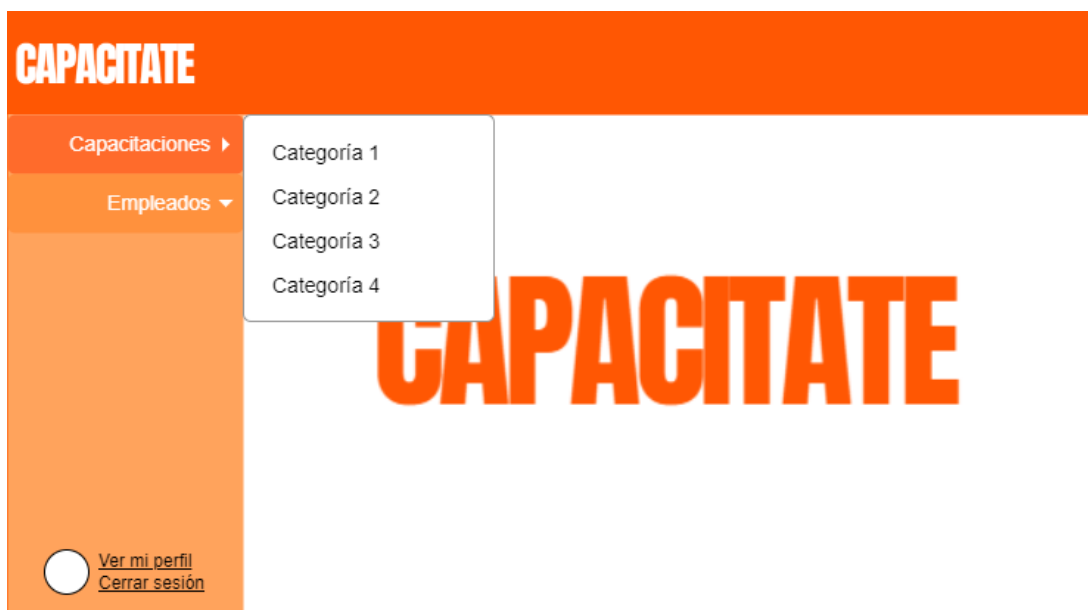 CAPACITATE
Capacitaciones
Empleados
Categoría 1
Categoría 2
Categoría 3
Categoría 4
CAPACITATE
Ver mi perfil
Cerrar sesión